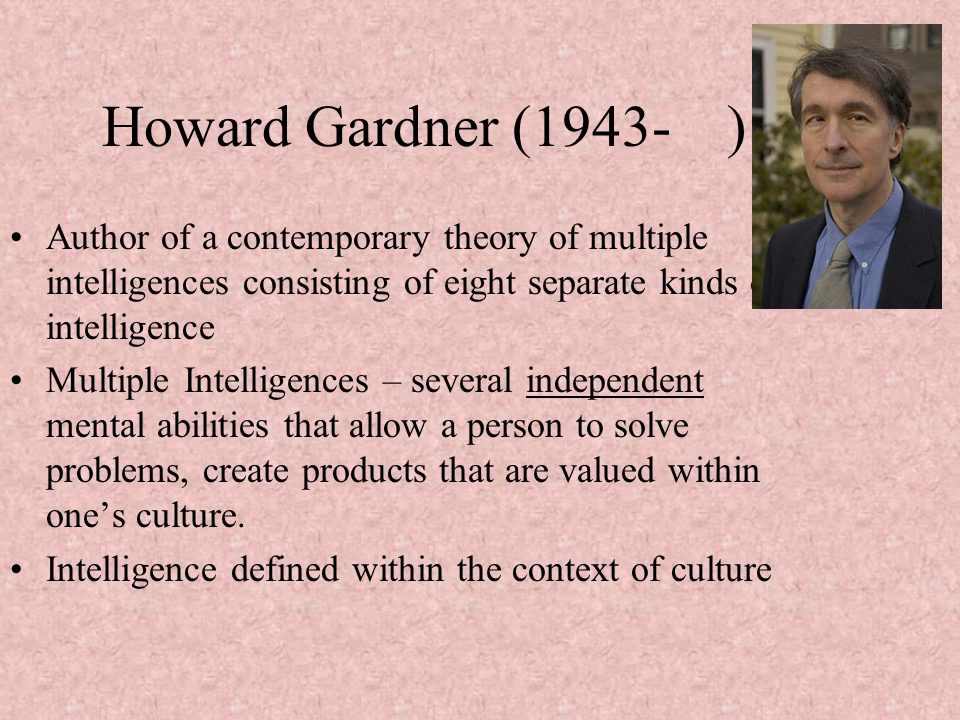 Howard Gardner (1943- )
• Author of a contemporary theory of multiple
intelligences consisting of eight separate kinds
intelligence
• Multiple Intelligences – several independent
mental abilities that allow a person to solve
problems, create products that are valued within
one’s culture.
• Intelligence defined within the context of culture